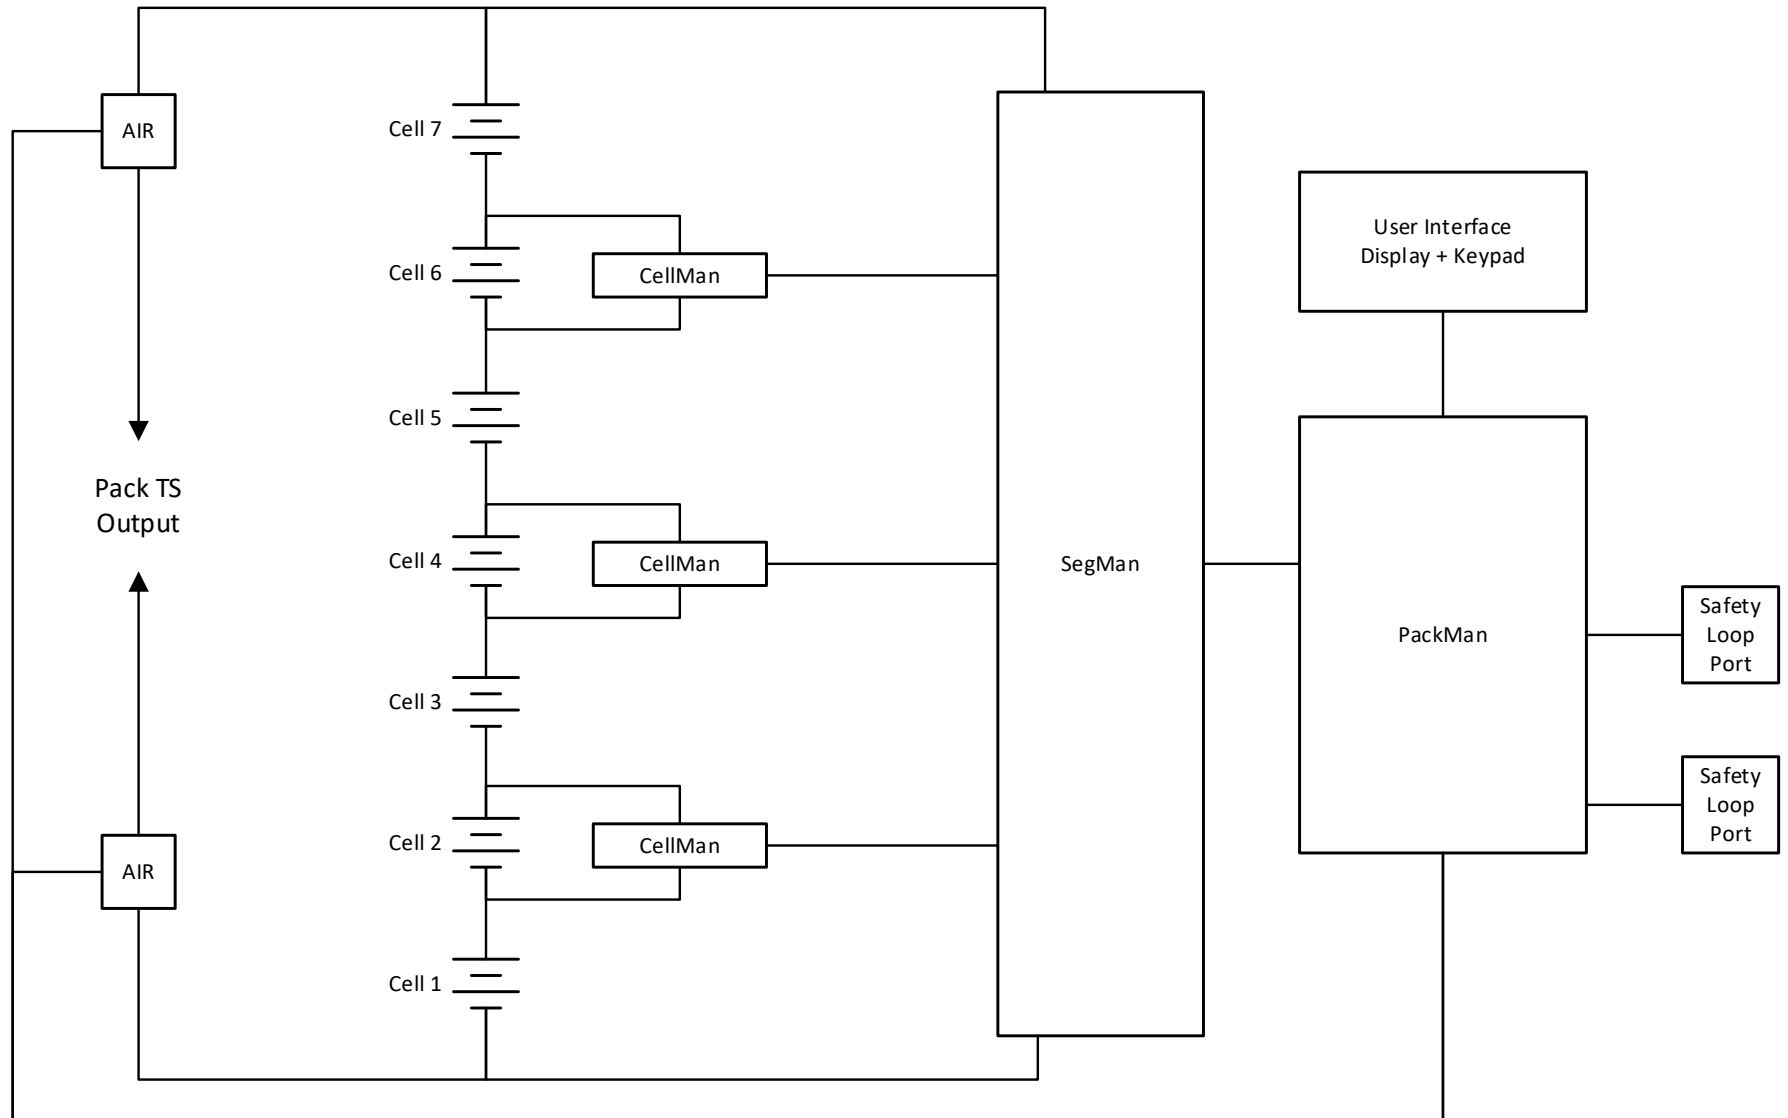 AIR
Cell 7
User Interface
Display + Keypad
Cell 6
CellMan
Cell 5
Pack TS
Output
Cell 4
CellMan
SegMan
Safety
Loop
Port
PackMan
Cell 3
Safety
Loop
Port
Cell 2
CellMan
AIR
Cell 1